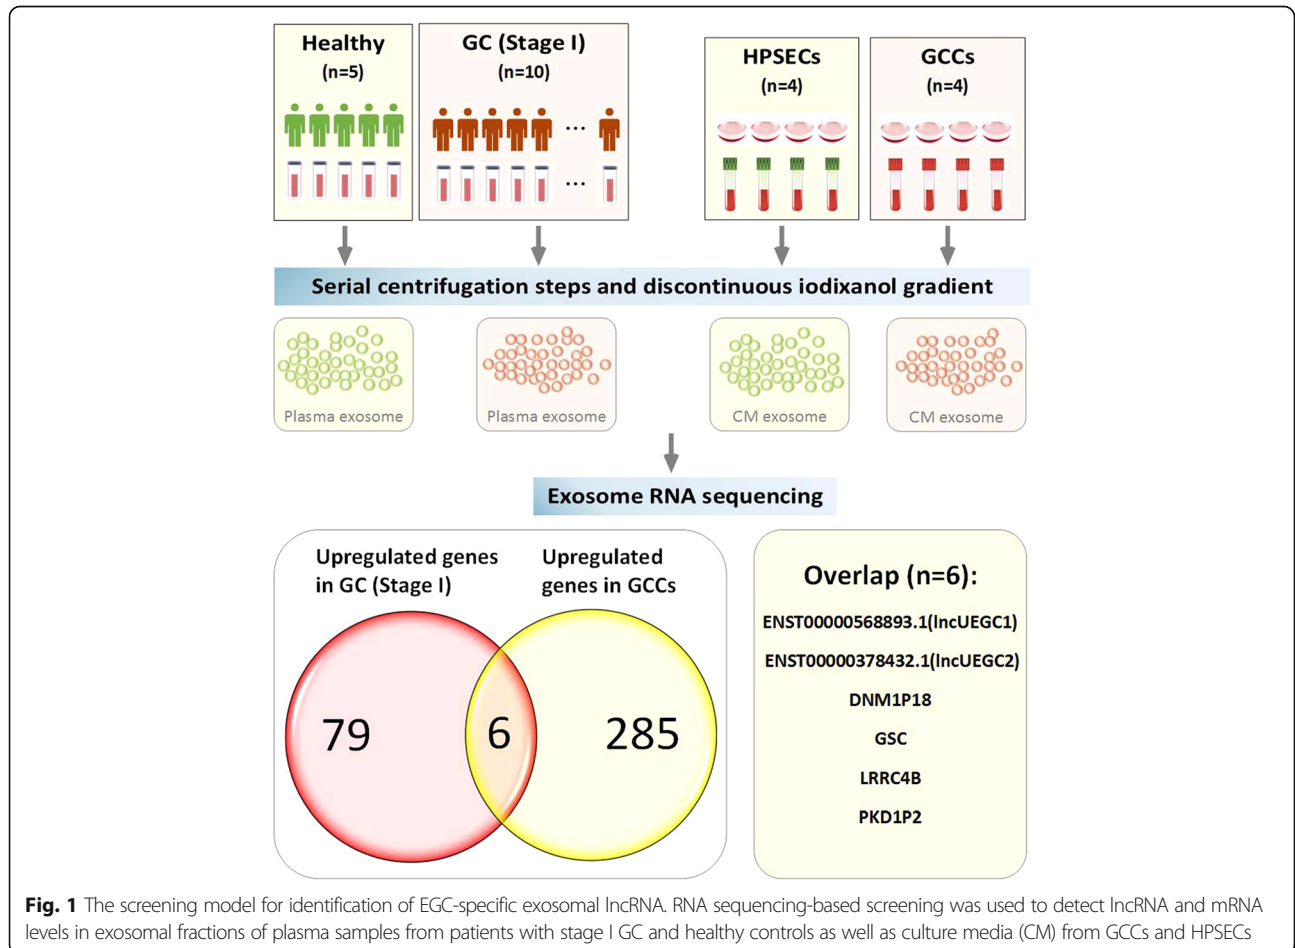 Healthy
(n=5)
GC (Stage I)
(n=10)
HPSECs
(n=4)
GCCs
(n=4)
...
...
Serial centrifugation steps and discontinuous iodixanol gradient
Plasma exosome
Plasma exosome
CM exosome
CM exosome
Exosome RNA sequencing
Upregulated genes
in GC (Stage I)
Upregulated
genes in GCCs
79
6
285
Overlap (n=6):
ENST00000568893.1(lncUEGC1)
ENST00000378432.1(lncUEGC2)
DNM1P18
GSC
LRRC4B
PKD1P2
Fig. 1 The screening model for identification of EGC-specific exosomal lncRNA. RNA sequencing-based screening was used to detect lncRNA and mRNA
levels in exosomal fractions of plasma samples from patients with stage I GC and healthy controls as well as culture media (CM) from GCCs and HPSECs